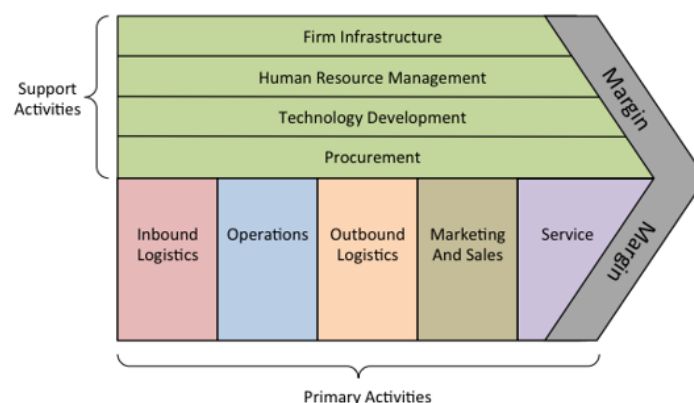 Support
Activities
Firm Infrastructure
Human Resource Management
Technology Development
Procurement
Margin
Inbound
Logistics
Operations
Outbound
Logistics
Marketing
And Sales
Service
Margin
Primary Activities